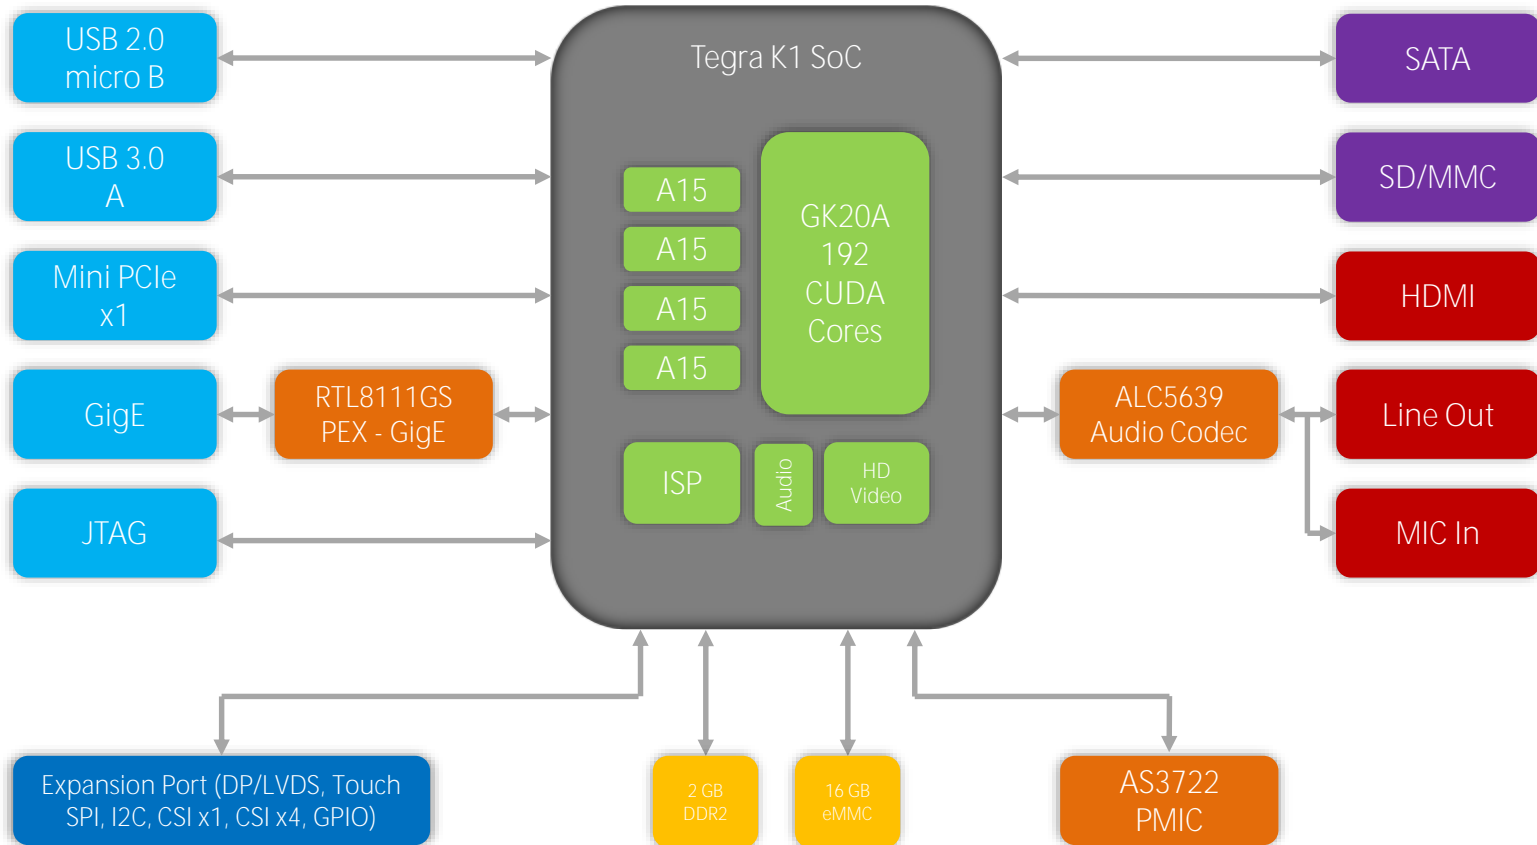 USB 2.0
micro B
USB 3.0
A
Mini PCIe
x1
GigE
RTL8111GS
PEX - GigE
JTAG
Tegra K1 SoC
A15
A15
A15
A15
GK20A
192
CUDA
Cores
ISP
Audio
HD
Video
SATA
SD/MMC
HDMI
ALC5639
Audio Codec
Line Out
MIC In
Expansion Port (DP/LVDS, Touch
SPI, I2C, CSI x1, CSI x4, GPIO)
2 GB
DDR2
16 GB
eMMC
AS3722
PMIC